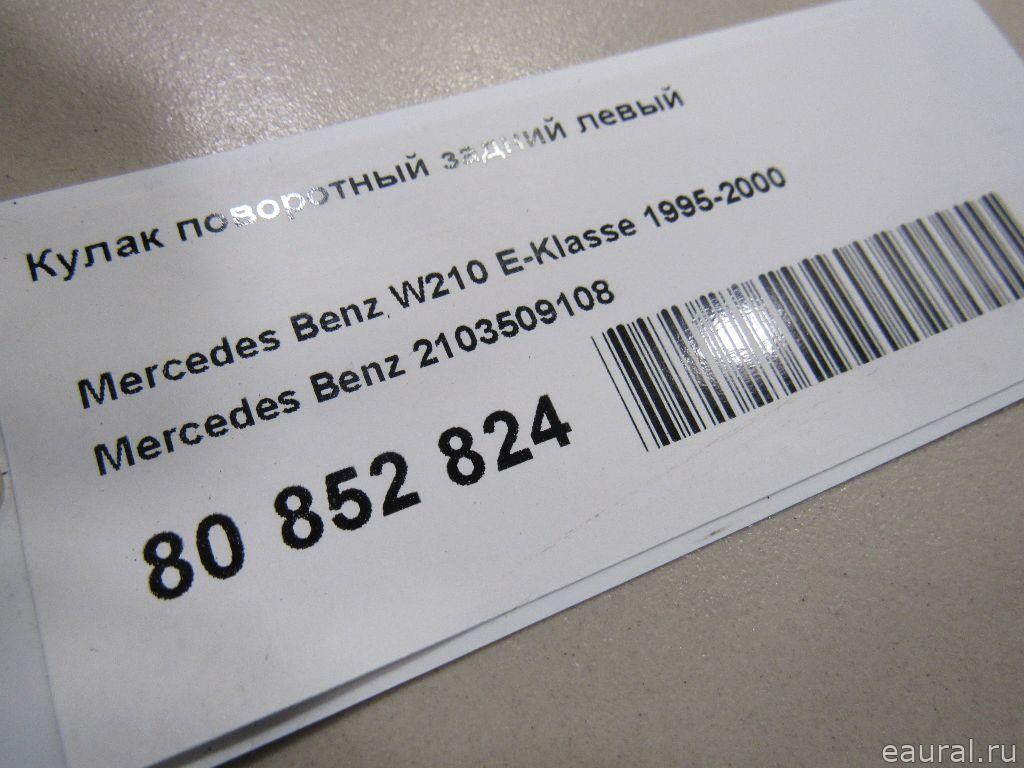 Кулак поворотный задний левый
Mercedes Benz W210 E-Klasse 1995-2000
Mercedes Benz 2103509108
80 852 824
eaural.ru